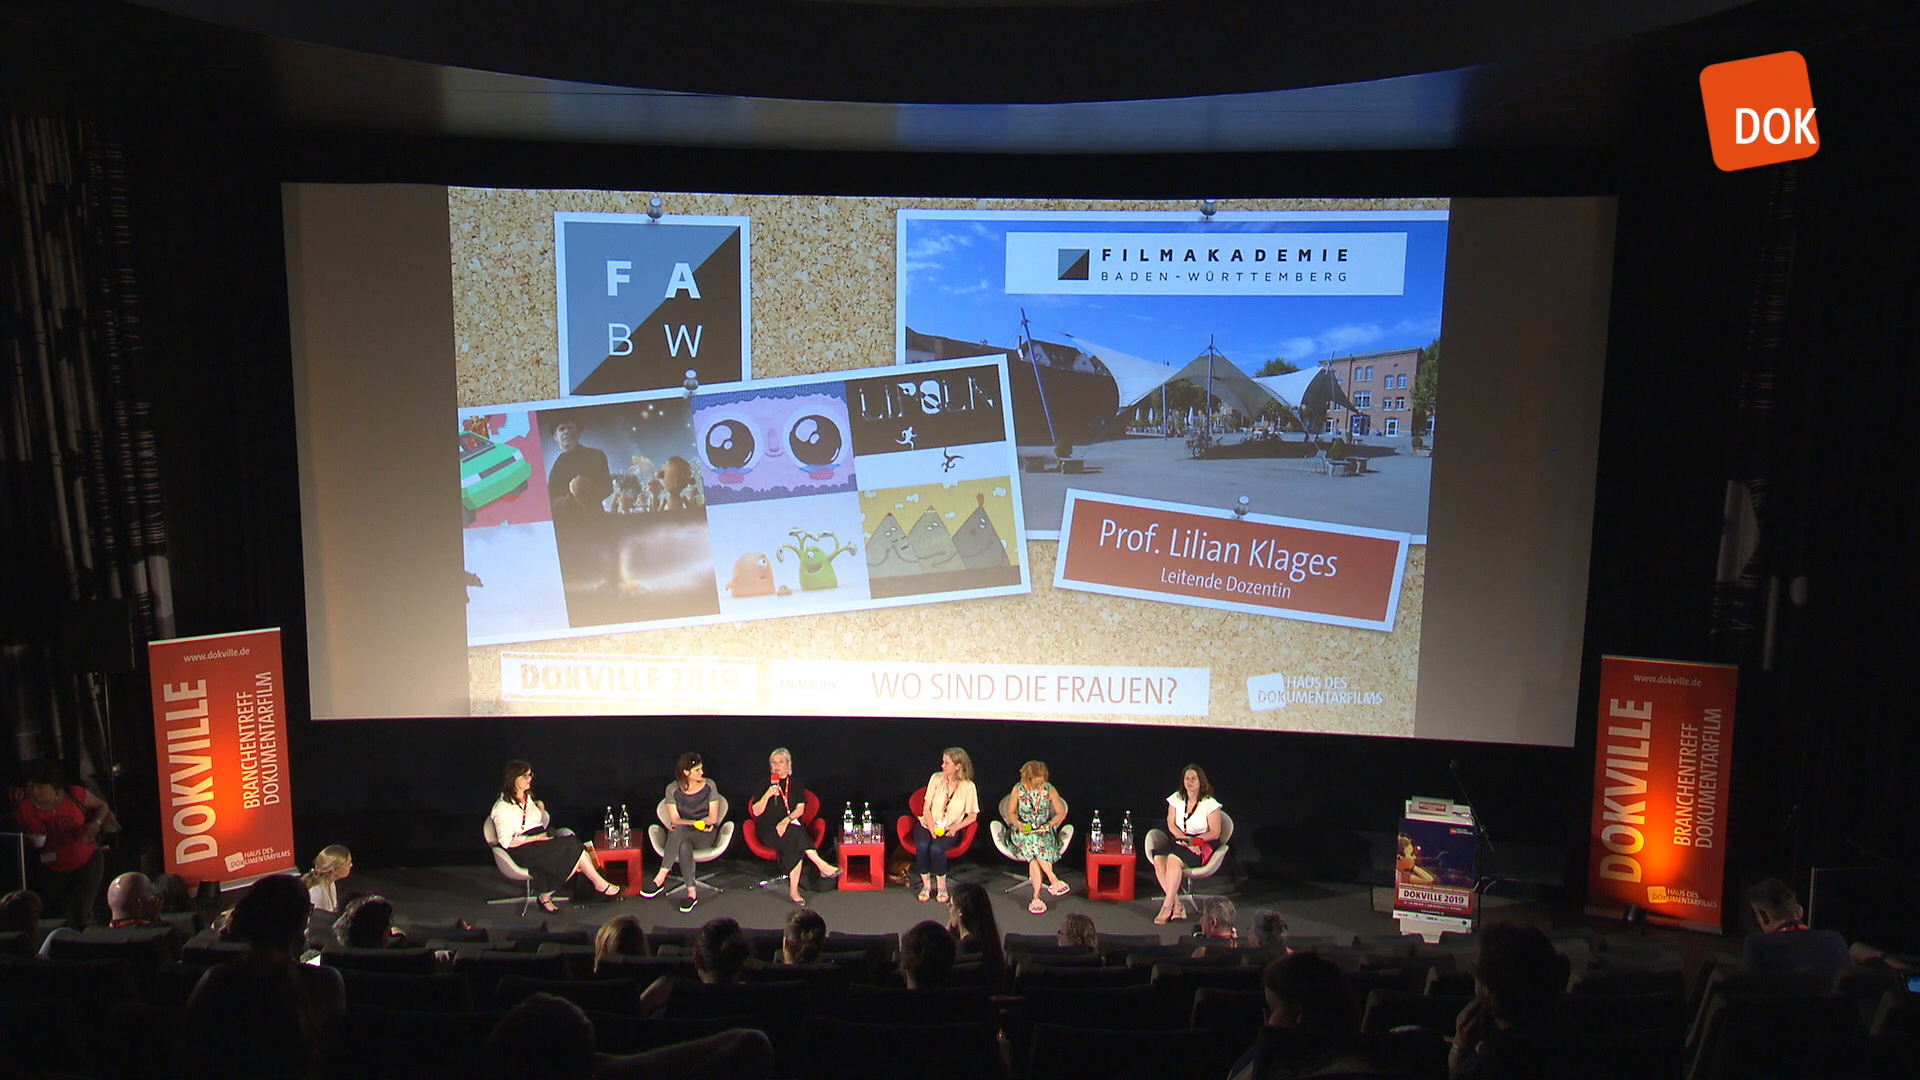 DOK
FA
BW
FILMAKADEMIE
BADEN-WÜRTTEMBERG
Prof. Lilian Klages
Leitende Dozentin
DOKVILLE 2019
WO SIND DIE FRAUEN?
HAUS DES
DOKUMENTARFILMS
www.dokville.de
DOKVILLE
BRANCHENTREFF
DOKUMENTARFILM
HAUS DES
DOKUMENTARFILMS
www.dokville.de
DOKVILLE
BRANCHENTREFF
DOKUMENTARFILM
HAUS DES
DOKUMENTARFILMS
DOKVILLE 2019